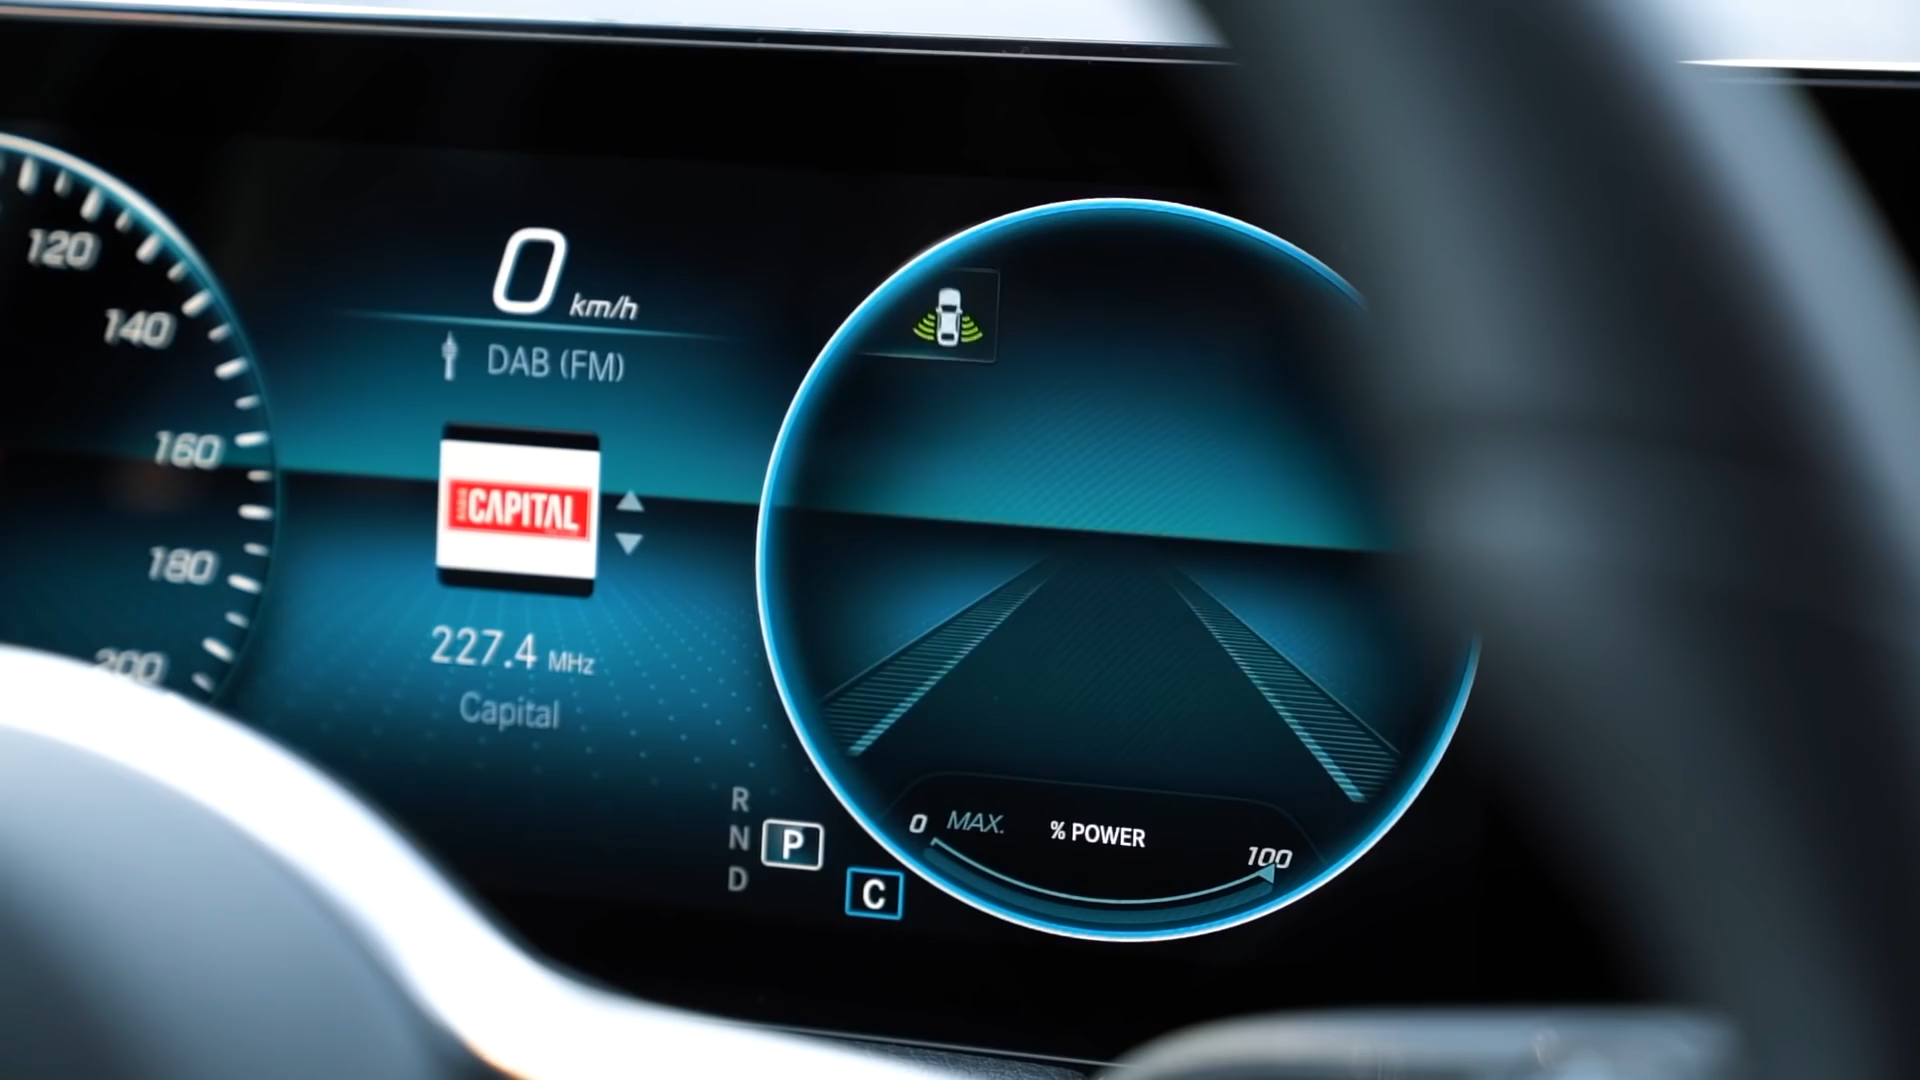 120
140
160
180
200
0 km/h
DAB (FM)
CAPITAL
227.4 MHz
Capital
R
N
D
P
C
0 MAX. % POWER 100